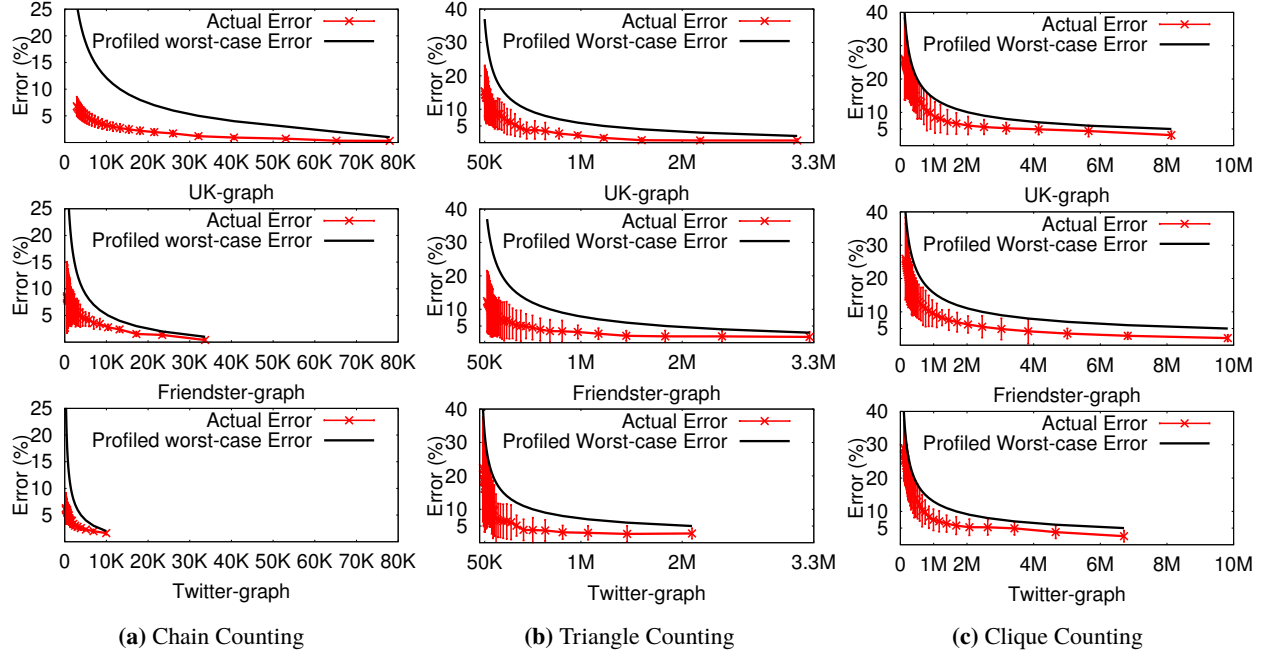 Error (%)
25
20
15
10
5
Actual Error
Profiled worst-case Error
0 10K 20K 30K 40K 50K 60K 70K 80K
UK-graph
Error (%)
25
20
15
10
5
Actual Error
Profiled worst-case Error
0 10K 20K 30K 40K 50K 60K 70K 80K
Friendster-graph
Error (%)
25
20
15
10
5
Actual Error
Profiled worst-case Error
0 10K 20K 30K 40K 50K 60K 70K 80K
Twitter-graph
(a) Chain Counting
Error (%)
40
30
20
10
5
Actual Error
Profiled Worst-case Error
50K 1M 2M 3.3M
UK-graph
Error (%)
40
30
20
10
5
Actual Error
Profiled Worst-case Error
50K 1M 2M 3.3M
Friendster-graph
Error (%)
40
30
20
10
5
Actual Error
Profiled Worst-case Error
50K 1M 2M 3.3M
Twitter-graph
(b) Triangle Counting
Error (%)
40
30
20
10
5
Actual Error
Profiled Worst-case Error
0 1M 2M 4M 6M 8M 10M
UK-graph
Error (%)
40
30
20
10
5
Actual Error
Profiled Worst-case Error
0 1M 2M 4M 6M 8M 10M
Friendster-graph
Error (%)
40
30
20
10
5
Actual Error
Profiled Worst-case Error
0 1M 2M 4M 6M 8M 10M
Twitter-graph
(c) Clique Counting